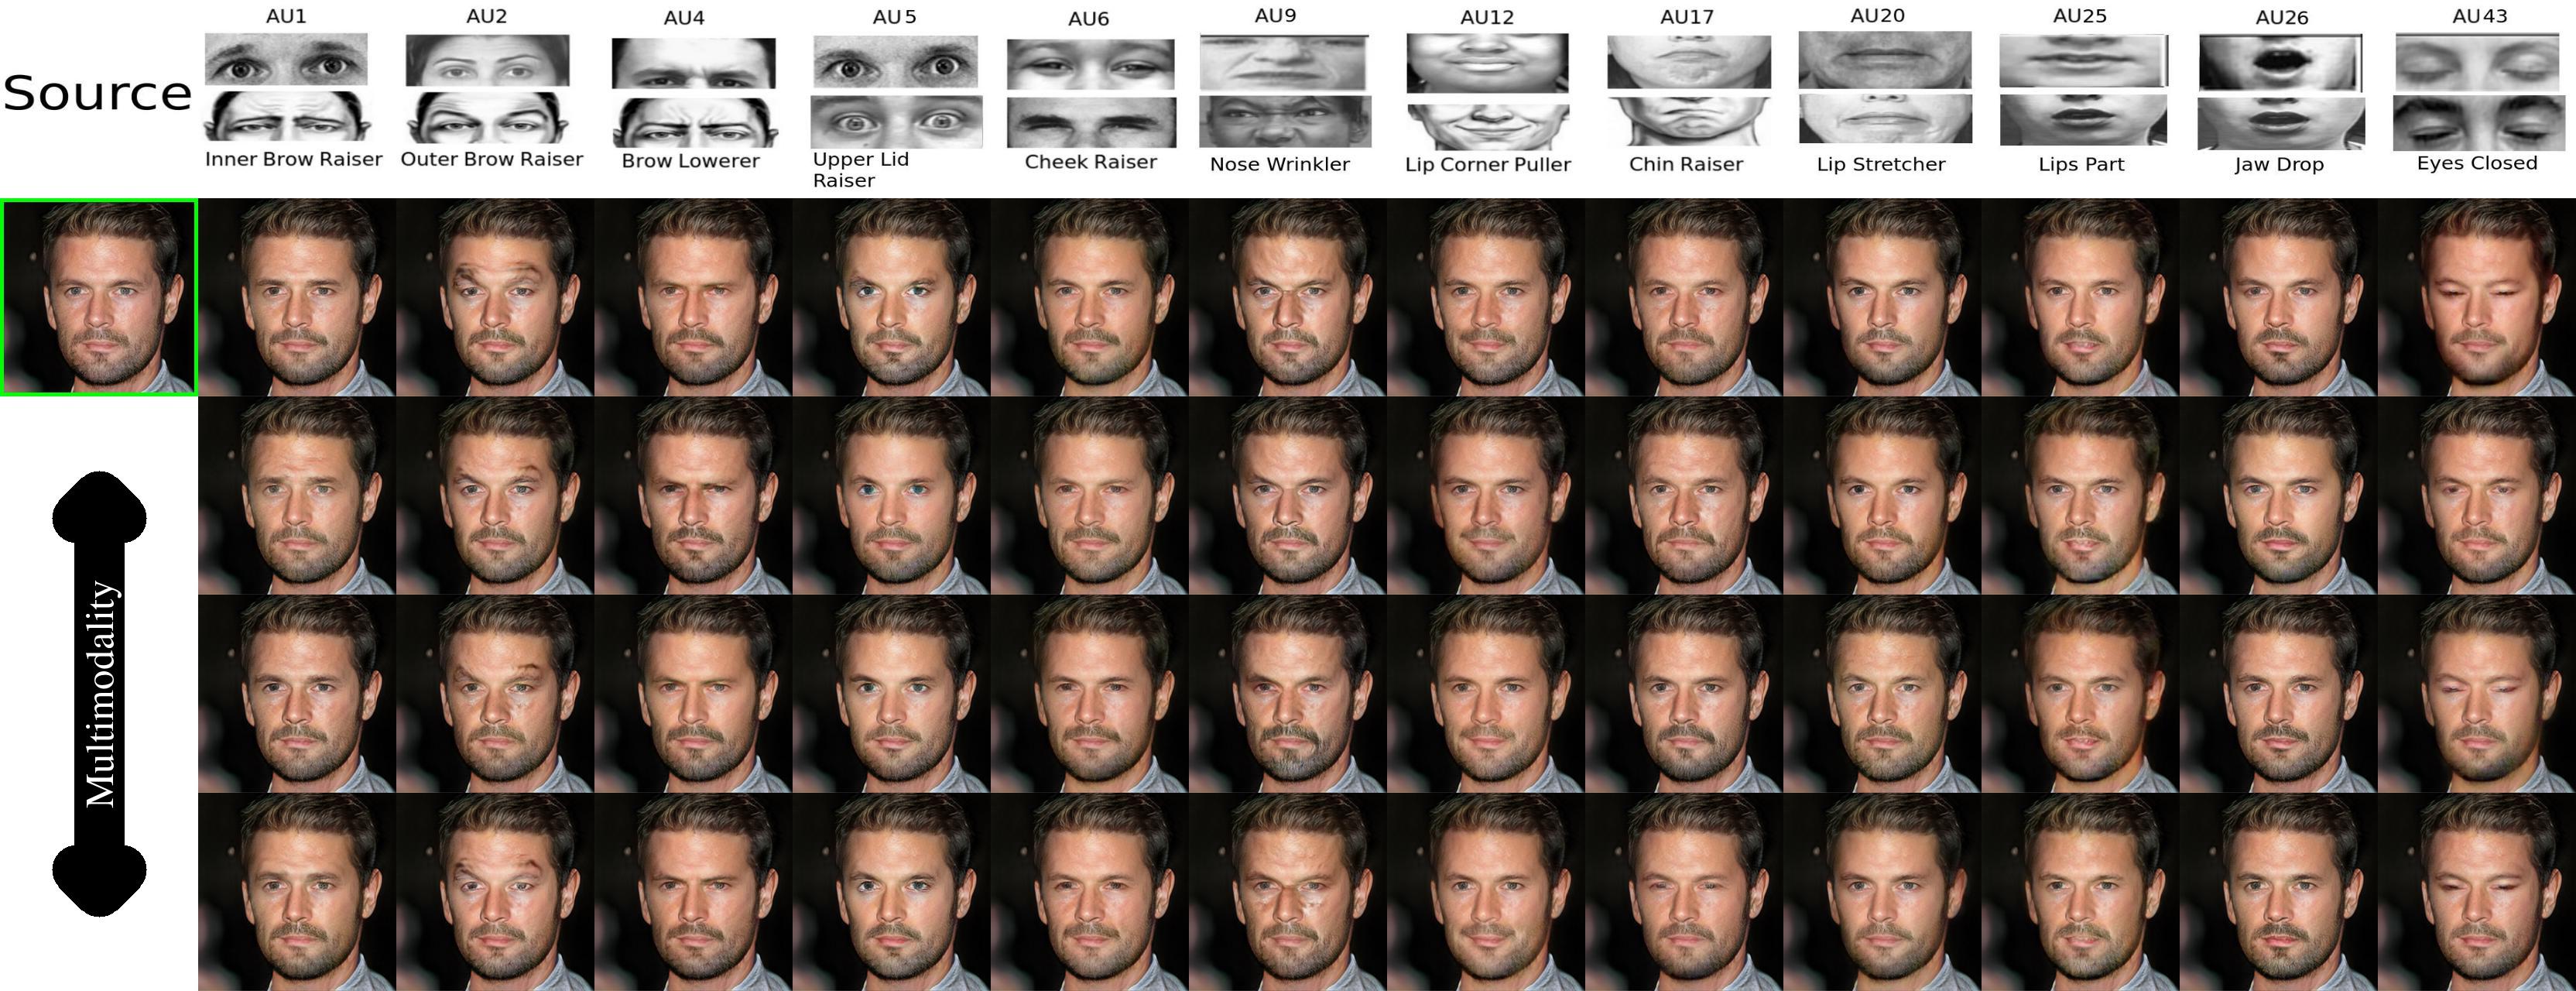 AU1
AU2
AU4
AU5
AU6
AU9
AU12
AU17
AU20
AU25
AU26
AU43
Source
Inner Brow Raiser
Outer Brow Raiser
Brow Lowerer
Upper Lid
Raiser
Cheek Raiser
Nose Wrinkler
Lip Corner Puller
Chin Raiser
Lip Stretcher
Lips Part
Jaw Drop
Eyes Closed
Multimodality